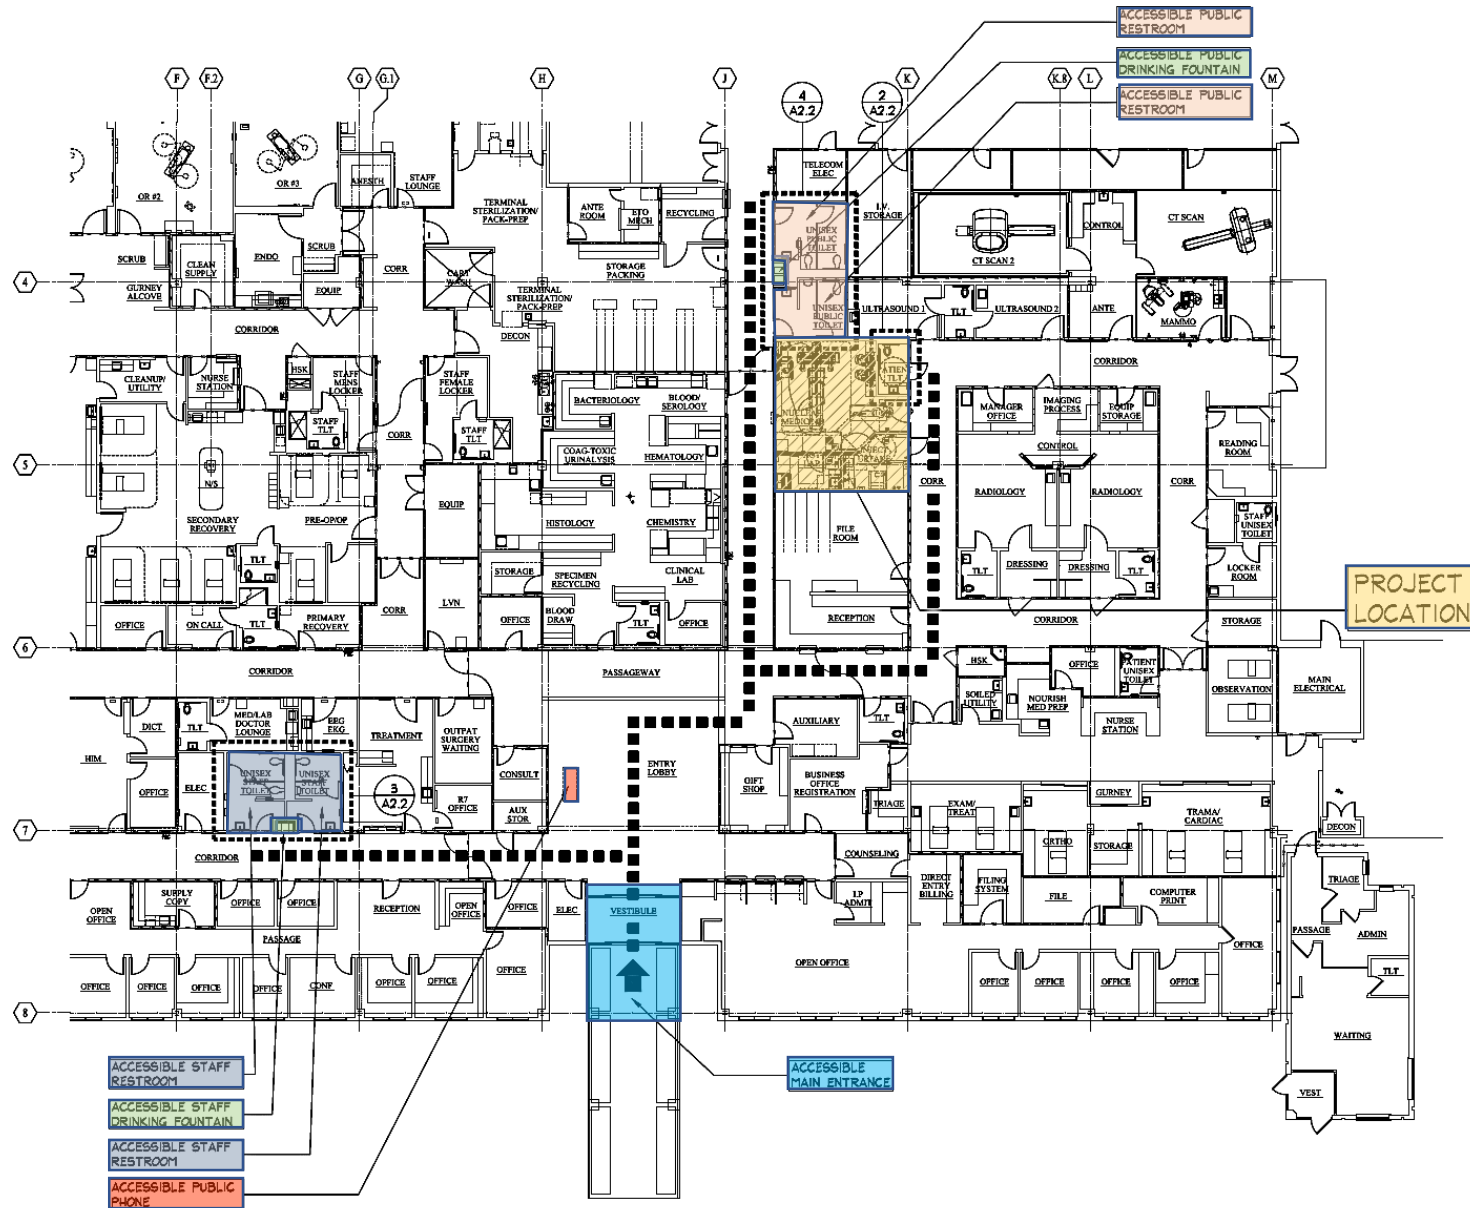 ACCESSIBLE PUBLIC
RESTROOM
ACCESSIBLE PUBLIC
DRINKING FOUNTAIN
ACCESSIBLE PUBLIC
RESTROOM
F
F.2
G
G.1
H
J
K
K.8
L
M
4
A2.2
2
A2.2
OR #2
OR #3
ANESTH
STAFF
LOUNGE
TERMINAL
STERILIZATION/
PACK-PREP
ANTE
ROOM
ETO
MECH
RECYCLING
TELECOM
ELEC
I.V.
STORAGE
CONTROL
CT SCAN
CT SCAN 2
SCRUB
CLEAN
SUPPLY
ENDO
SCRUB
CORR
CART
WASH
STORAGE
PACKING
UNISEX
PUBLIC
TOILET
4
GURNEY
ALCOVE
EQUIP
TERMINAL
STERILIZATION/
PACK-PREP
DECON
UNISEX
PUBLIC
TOILET
ULTRASOUND 1
TLT
ULTRASOUND 2
ANTE
MAMMO
CORRIDOR
CORRIDOR
CLEANUP/
UTILITY
NURSE
STATION
HSK
STAFF
MENS
LOCKER
STAFF
FEMALE
LOCKER
BACTERIOLOGY
BLOOD/
SEROLOGY
PATIENT
TLT
NUCLEAR
MEDICINE
MANAGER
OFFICE
IMAGING
PROCESS
EQUIP
STORAGE
STAFF
TLT
CORR
STAFF
TLT
COAG-TOXIC
URINALYSIS
HEMATOLOGY
CONTROL
READING
ROOM
5
N/S
CORR
RADIOLOGY
RADIOLOGY
CORR
SECONDARY
RECOVERY
PRE-OP/OP
EQUIP
HISTOLOGY
CHEMISTRY
FILE
ROOM
STAFF
UNISEX
TOILET
TLT
STORAGE
SPECIMEN
RECYCLING
CLINICAL
LAB
TLT
DRESSING
DRESSING
TLT
LOCKER
ROOM
PROJECT
LOCATION
OFFICE
ON CALL
TLT
PRIMARY
RECOVERY
CORR
LVN
OFFICE
BLOOD
DRAW
TLT
OFFICE
RECEPTION
CORRIDOR
STORAGE
6
CORRIDOR
PASSAGEWAY
HSK
OFFICE
PATIENT
UNISEX
TOILET
OBSERVATION
MAIN
ELECTRICAL
SOILED
UTILITY
NOURISH
MED PREP
NURSE
STATION
HIM
DICT
TLT
MED/LAB
DOCTOR
LOUNGE
EEG
EKG
TREATMENT
OUTPAT
SURGERY
WAITING
AUXILIARY
TLT
OFFICE
ELEC
UNISEX
STAFF
TOILET
UNISEX
STAFF
TOILET
3
A2.2
R7
OFFICE
CONSULT
AUX
STOR
ENTRY
LOBBY
GIFT
SHOP
BUSINESS
OFFICE
REGISTRATION
TRIAGE
EXAM/
TREAT
GURNEY
TRAMA/
CARDIAC
7
CORRIDOR
COUNSELING
ORTHO
STORAGE
DECON
OPEN
OFFICE
SUPPLY
COPY
OFFICE
OFFICE
RECEPTION
OPEN
OFFICE
OFFICE
ELEC
VESTIBULE
I.P
ADMIT
DIRECT
ENTRY
BILLING
FILING
SYSTEM
FILE
COMPUTER
PRINT
TRIAGE
PASSAGE
PASSAGE
ADMIN
OFFICE
OFFICE
OFFICE
OFFICE
CONF
OFFICE
OFFICE
OFFICE
OPEN OFFICE
OFFICE
OFFICE
OFFICE
OFFICE
OFFICE
TLT
8
WAITING
VEST
ACCESSIBLE STAFF
RESTROOM
ACCESSIBLE STAFF
DRINKING FOUNTAIN
ACCESSIBLE STAFF
RESTROOM
ACCESSIBLE PUBLIC
PHONE
ACCESSIBLE
MAIN ENTRANCE